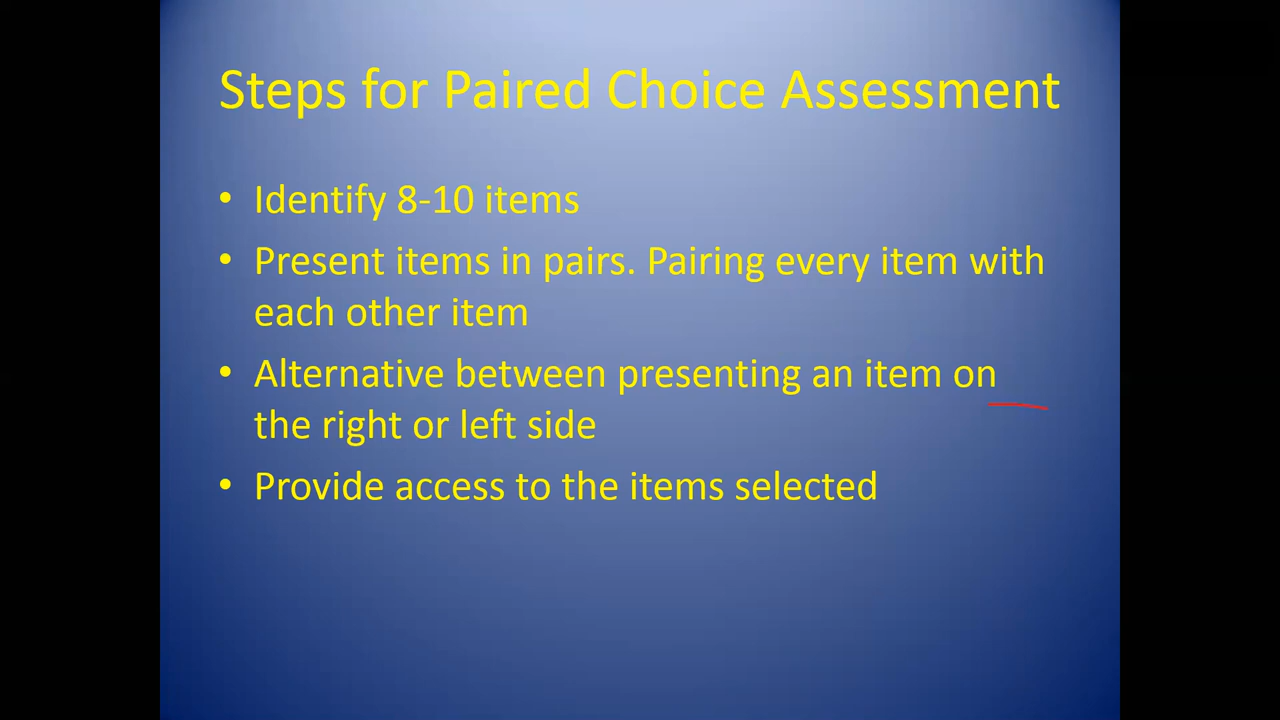 Steps for Paired Choice Assessment
• Identify 8-10 items
• Present items in pairs. Pairing every item with
each other item
• Alternative between presenting an item on
the right or left side
• Provide access to the items selected